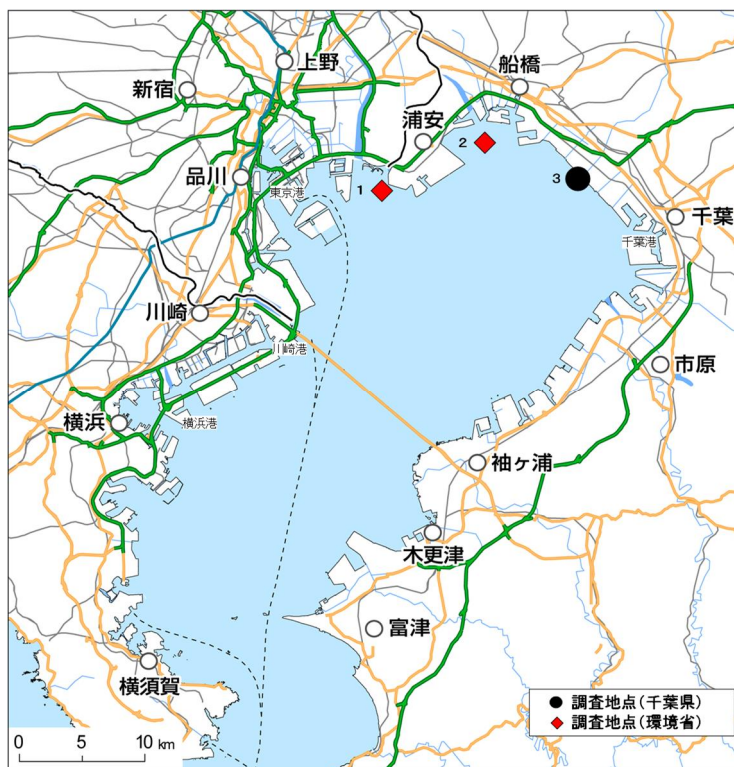 上野
船橋
新宿
浦安
2
品川
東京港
1
3
千葉
千葉港
川崎
川崎港
市原
横浜
横浜港
袖ヶ浦
木更津
富津
横須賀
調査地点(千葉県)
調査地点(環境省)
0 5 10 km